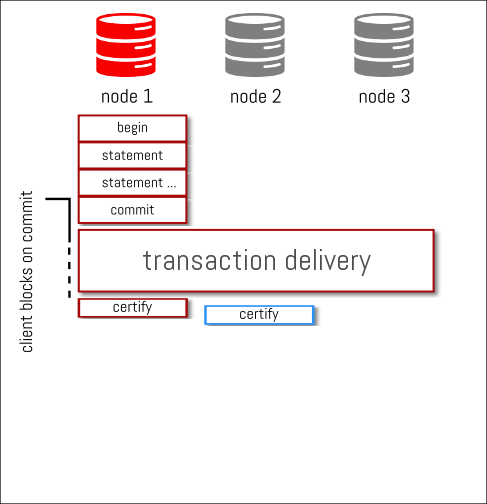 node 1
node 2
node 3
begin
statement
statement ...
commit
client blocks on commit
transaction delivery
certify
certify